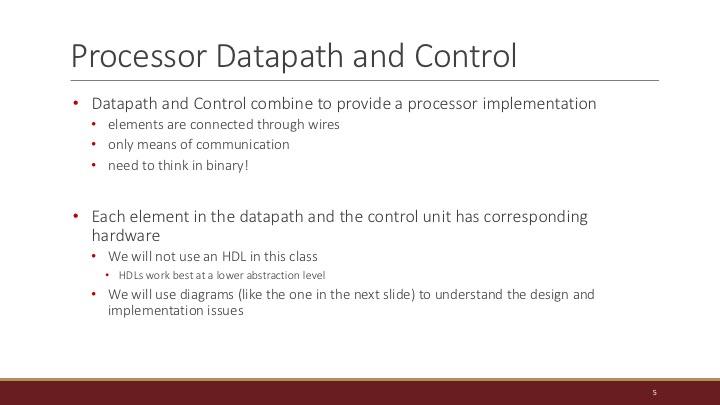 Processor Datapath and Control
• Datapath and Control combine to provide a processor implementation
• elements are connected through wires
• only means of communication
• need to think in binary!
• Each element in the datapath and the control unit has corresponding
hardware
• We will not use an HDL in this class
• HDLs work best at a lower abstraction level
• We will use diagrams (like the one in the next slide) to understand the design and
implementation issues
5